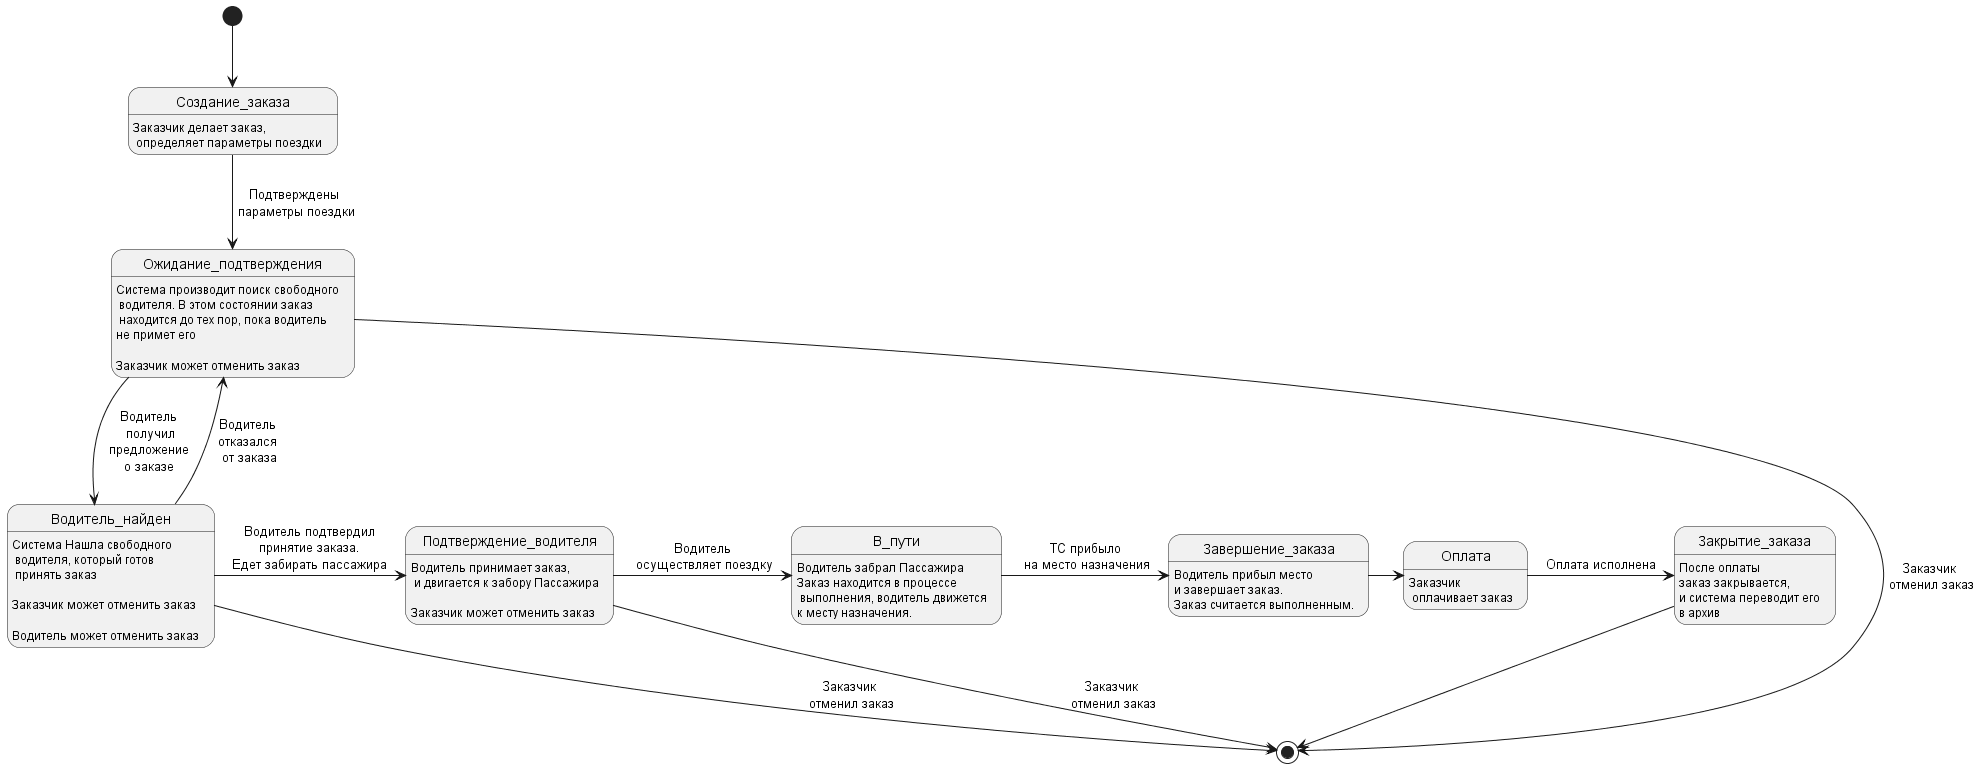 Создание_заказа
Заказчик делает заказ,
определяет параметры поездки
Подтверждены
параметры поездки
Ожидание_подтверждения
Система производит поиск свободного
водителя. В этом состоянии заказ
находится до тех пор, пока водитель
не примет его
Заказчик может отменить заказ
Водитель
получил
предложение
о заказе
Водитель
отказался
от заказа
Водитель_найден
Система Нашла свободного
водителя, который готов
принять заказ
Заказчик может отменить заказ
Водитель может отменить заказ
Водитель подтвердил
принятие заказа.
Едет забирать пассажира
Подтверждение_водителя
Водитель принимает заказ,
и двигается к забору Пассажира
Заказчик может отменить заказ
Водитель
осуществляет поездку
В_пути
Водитель забрал Пассажира
Заказ находится в процессе
выполнения, водитель движется
к месту назначения.
ТС прибыло
на место назначения
Завершение_заказа
Водитель прибыл место
и завершает заказ.
Заказ считается выполненным.
Оплата
Заказчик
оплачивает заказ
Оплата исполнена
Закрытие_заказа
После оплаты
заказ закрывается,
и система переводит его
в архив
Заказчик
отменил заказ
Заказчик
отменил заказ
Заказчик
отменил заказ